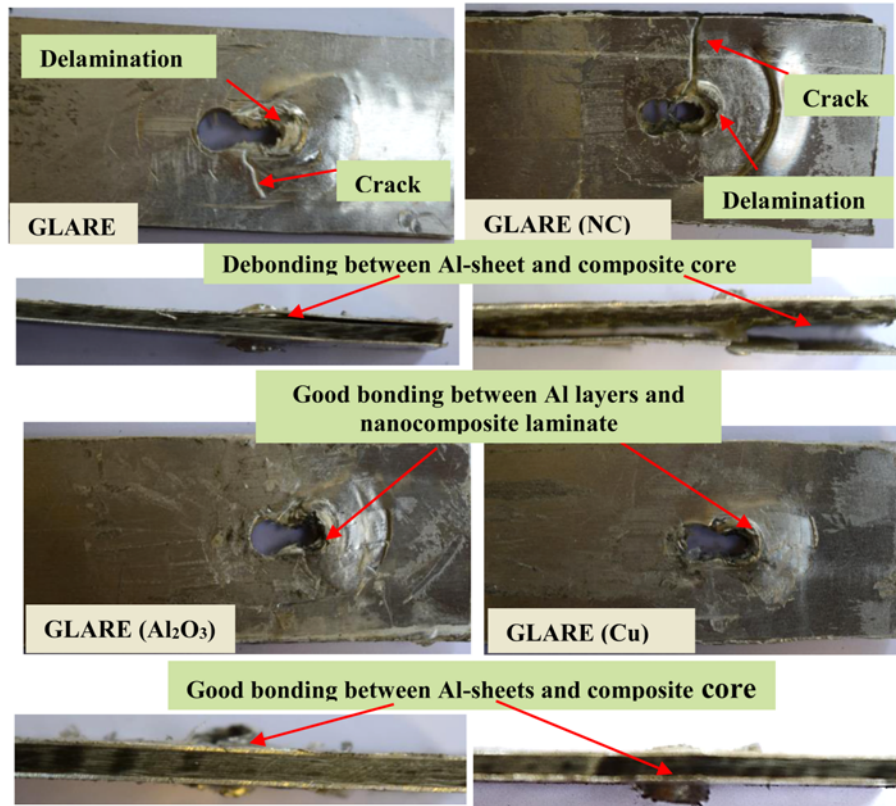 Delamination
Crack
GLARE
Crack
Delamination
GLARE (NC)
Debonding between Al-sheet and composite core
Good bonding between Al layers and
nanocomposite laminate
GLARE (Al₂O₃)
GLARE (Cu)
Good bonding between Al-sheets and composite core